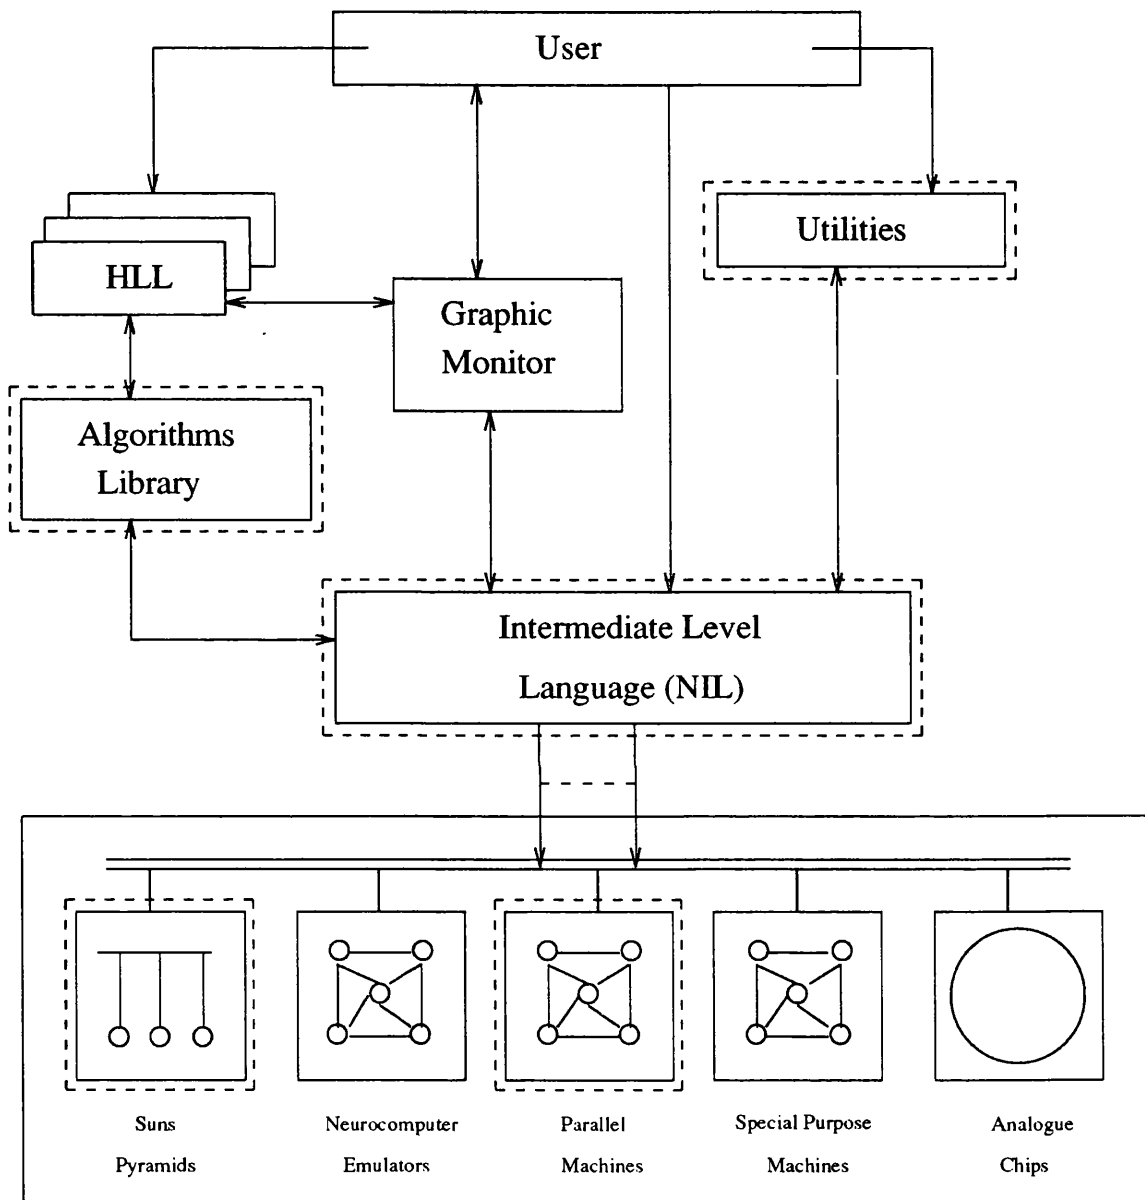 User
Utilities
HLL
Graphic
Monitor
Algorithms
Library
Intermediate Level
Language (NIL)
Suns
Pyramids
Neurocomputer
Emulators
Parallel
Machines
Special Purpose
Machines
Analogue
Chips